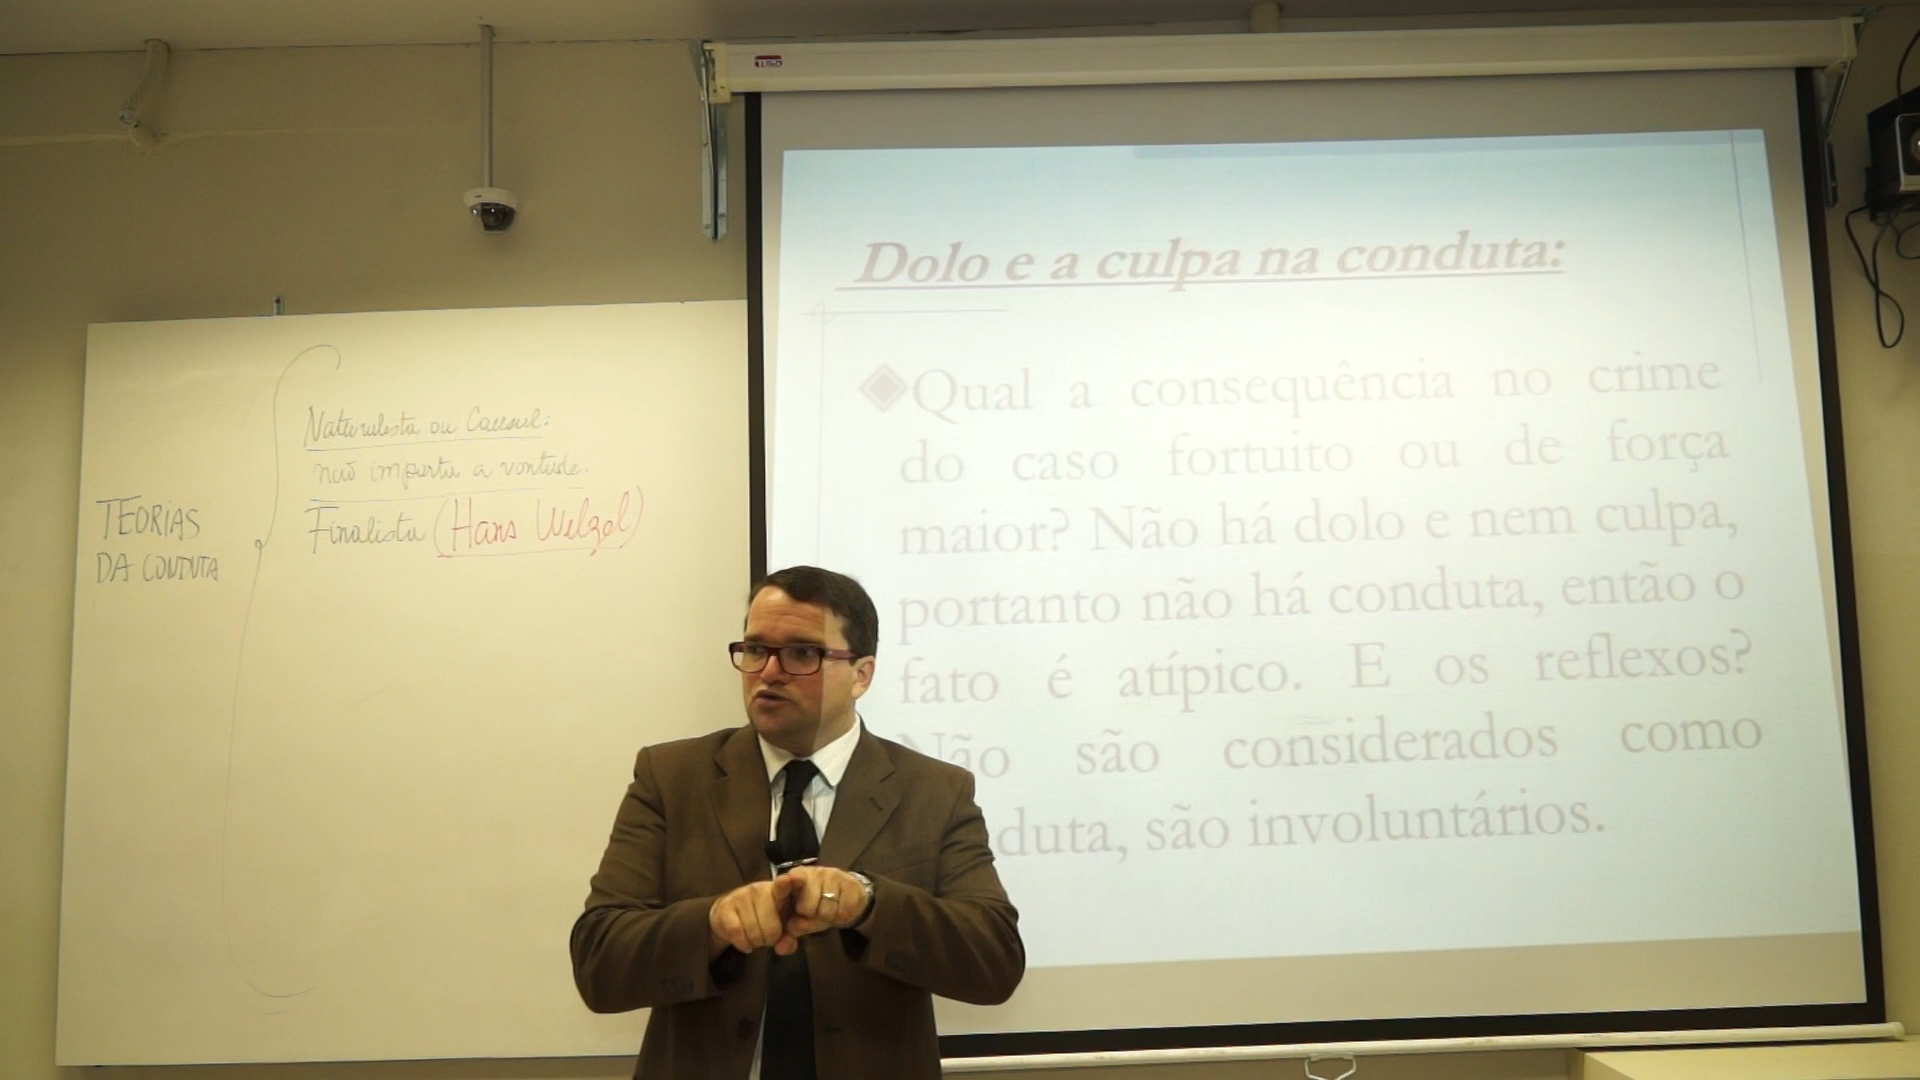 TEORIAS
DA CONDUTA
Naturalista ou Causal:
não importa a vontade.
Finalista (Hans Welzel)
Dolo e a culpa na conduta:
Qual a consequência no crime
do caso fortuito ou de força
maior? Não há dolo e nem culpa,
portanto não há conduta, então o
fato é atípico. E os reflexos?
Não são considerados como
duta, são involuntários.